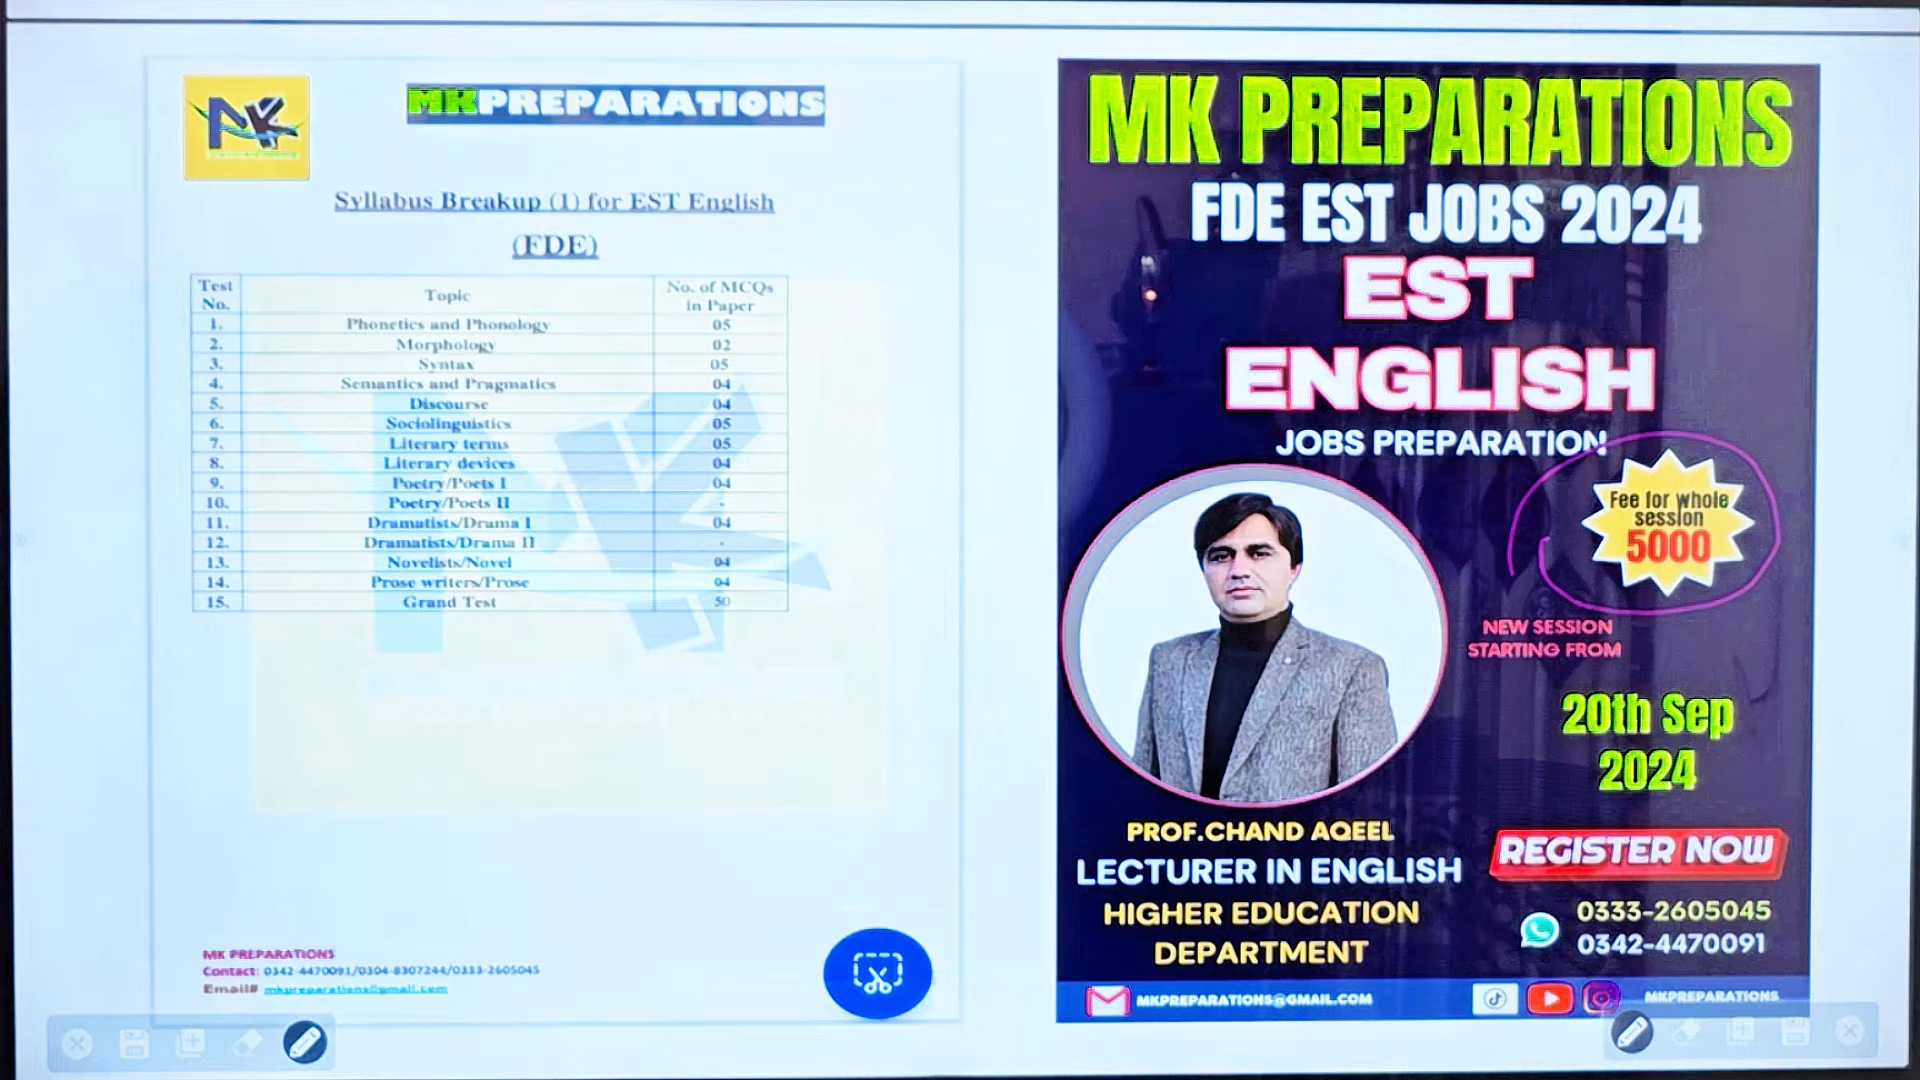 MKPREPARATIONS
Syllabus Breakup (1) for EST English
(FDE)
Test No. Topic No. of MCQs in Paper
1. Phonetics and Phonology 05
2. Morphology 02
3. Syntax 05
4. Semantics and Pragmatics 04
5. Discourse 04
6. Sociolinguistics 05
7. Literary terms 05
8. Literary devices 04
9. Poetry/Poets I 04
10. Poetry/Poets II -
11. Dramatists/Drama I 04
12. Dramatists/Drama II -
13. Novelists/Novel 04
14. Prose writers/Prose 04
15. Grand Test 50
MK PREPARATIONS
Contact: 0342-4470091/0304-8307244/0333-2605045
Email# mkpreparations@gmail.com
MK PREPARATIONS
FDE EST JOBS 2024
EST
ENGLISH
JOBS PREPARATION
Fee for whole
session
5000
NEW SESSION
STARTING FROM
20th Sep
2024
PROF.CHAND AQEEL
LECTURER IN ENGLISH
HIGHER EDUCATION
DEPARTMENT
REGISTER NOW
0333-2605045
0342-4470091
MKPREPARATIONS@GMAIL.COM
MKPREPARATIONS